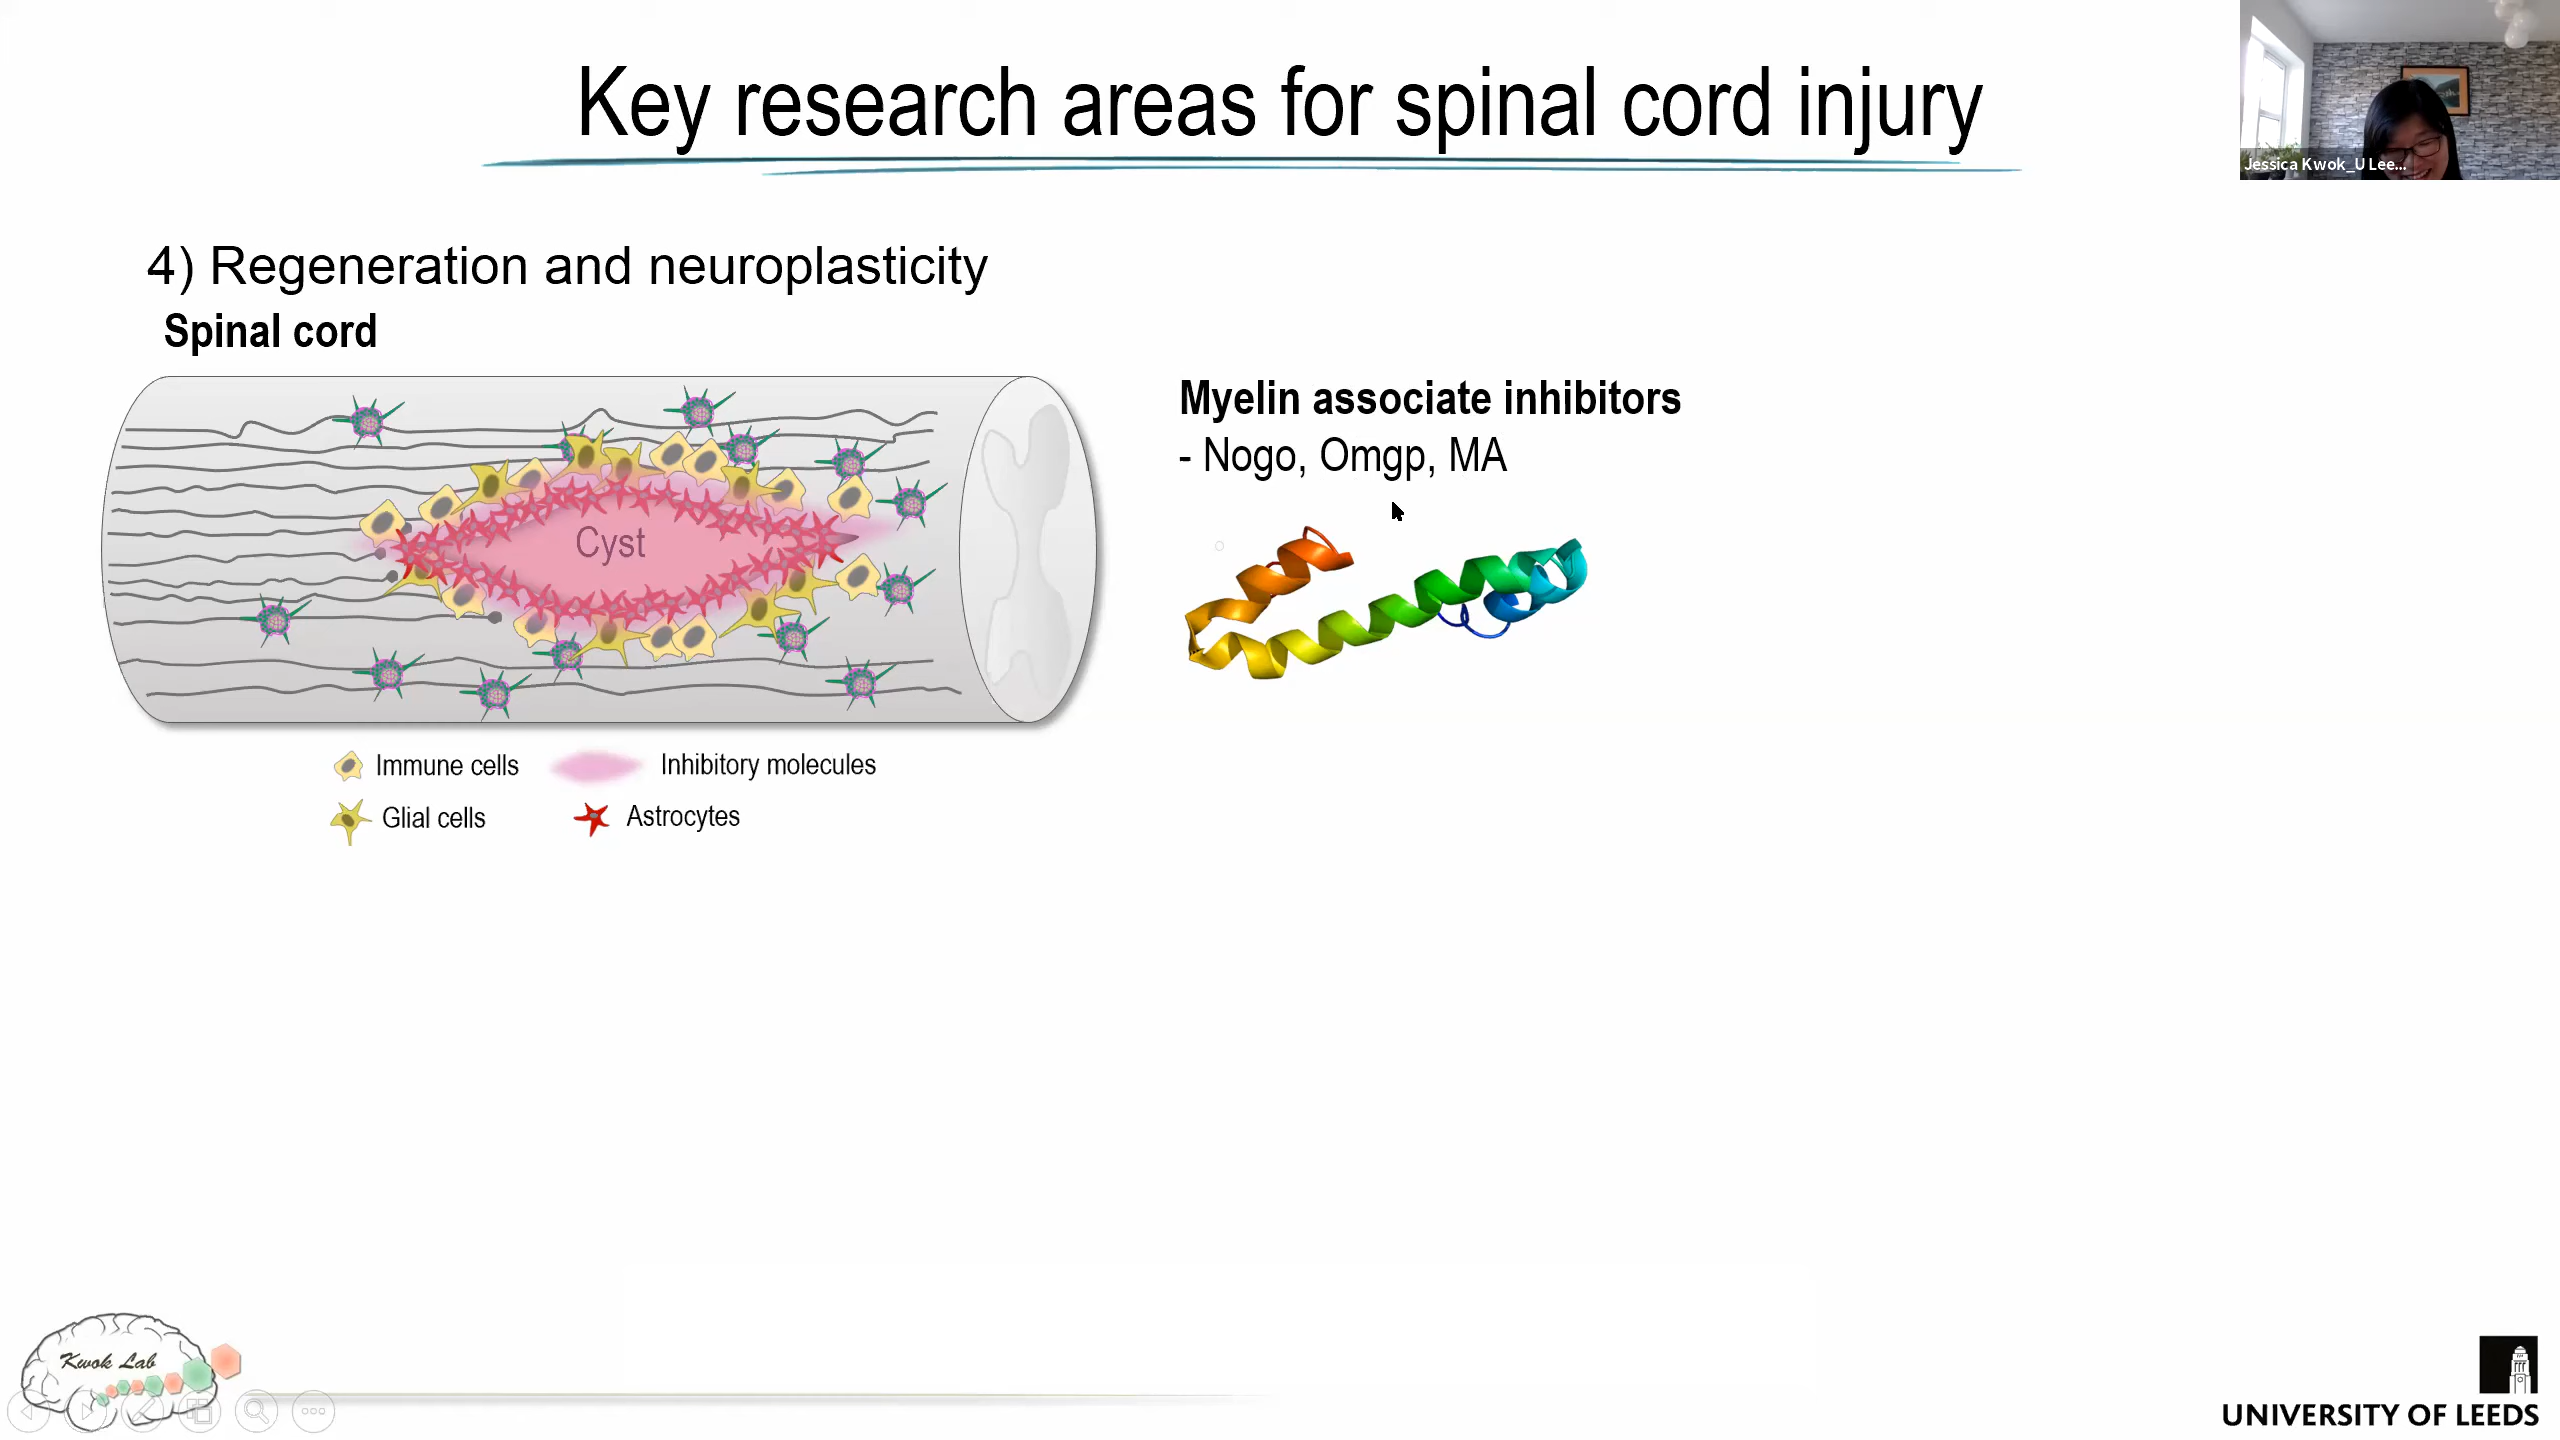 Key research areas for spinal cord injury
Jessica Kwok_U Lee...
4) Regeneration and neuroplasticity
Spinal cord
Myelin associate inhibitors
- Nogo, Omgp, MA
Cyst
Immune cells
Inhibitory molecules
Glial cells
Astrocytes
Kwok Lab
UNIVERSITY OF LEEDS